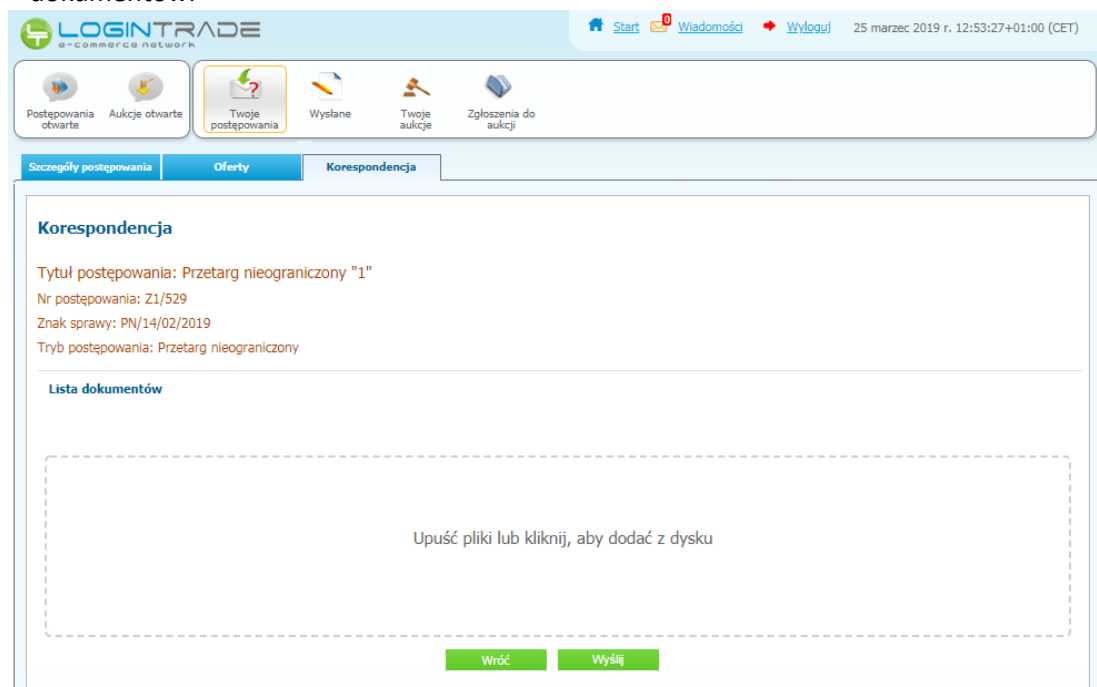 dokumentów.
LOGINTRADE
e-commerce network
Start 0 Wiadomości Wyloguj 25 marzec 2019 r. 12:53:27+01:00 (CET)
Postępowania otwarte
Aukcje otwarte
Twoje postępowania
Wysłane
Twoje aukcje
Zgłoszenia do aukcji
Szczegóły postępowania Oferty Korespondencja
Korespondencja
Tytuł postępowania: Przetarg nieograniczony "1"
Nr postępowania: Z1/529
Znak sprawy: PN/14/02/2019
Tryb postępowania: Przetarg nieograniczony
Lista dokumentów
Upuść pliki lub kliknij, aby dodać z dysku
Wróć Wyślij